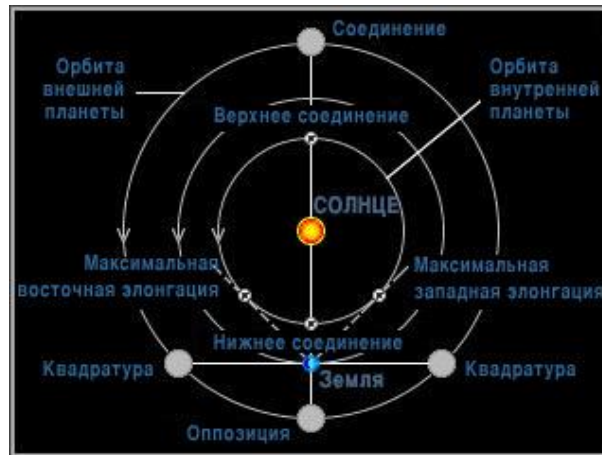 Соединение
Орбита
внешней
планеты
Орбита
внутренней
планеты
Верхнее соединение
СОЛНЦЕ
Максимальная
восточная элонгация
Максимальная
западная элонгация
Нижнее соединение
Квадратура
Земля
Квадратура
Оппозиция